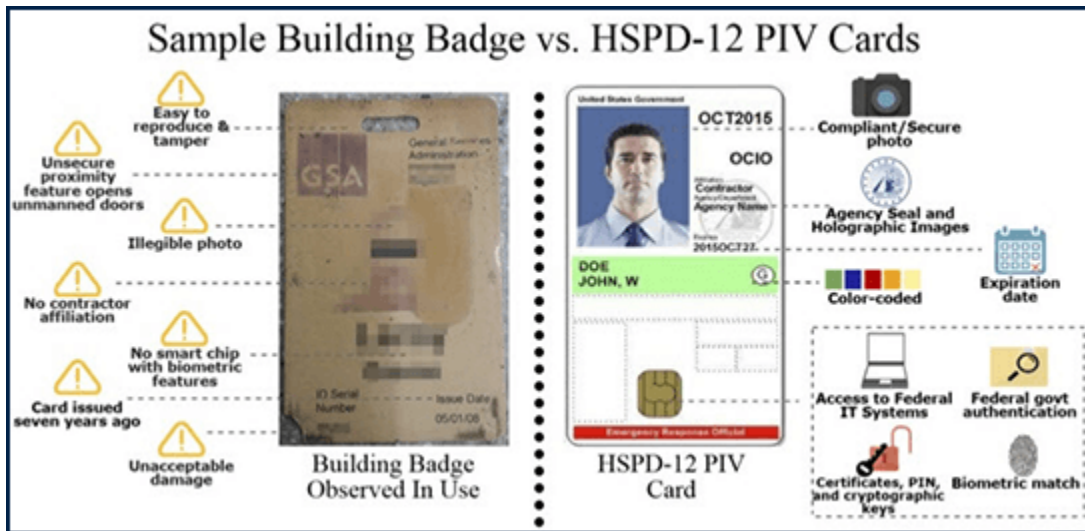 Sample Building Badge vs. HSPD-12 PIV Cards
Easy to
reproduce &
tamper
Unsecure
proximity
feature opens
unmanned doors
Illegible photo
No contractor
affiliation
No smart chip
with biometric
features
Card issued
seven years ago
Unacceptable
damage
GSA
General Services
Administration
ID Serial
Number
Issue Date
05/01/08
Building Badge
Observed In Use
United States Government
OCT2015
OCIO
Affiliation
Contractor
Agency/Department
Agency Name
Expires
2015OCT27
DOE
JOHN, W
G
Emergency Response Official
HSPD-12 PIV
Card
Compliant/Secure
photo
Agency Seal and
Holographic Images
Expiration
date
Color-coded
Access to Federal
IT Systems
Federal govt
authentication
Certificates, PIN,
and cryptographic
keys
Biometric match